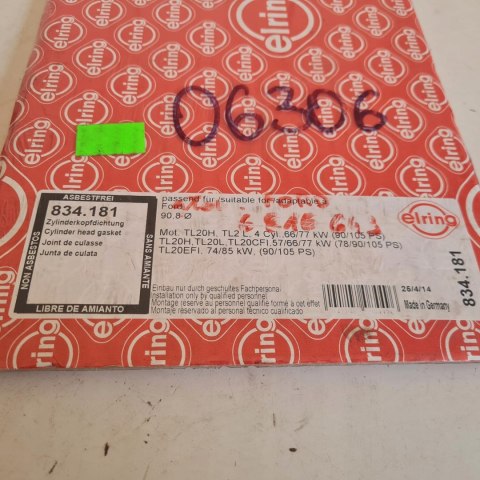 06306
ASBESTFREI
834.181
Zylinderkopfdichtung
Cylinder head gasket
Joint de culasse
Junta de culata
NON ASBESTOS
SANS AMIANTE
LIBRE DE AMIANTO
passend für/suitable for/adaptable à
Ford
90.8-Ø
Mot. TL20H, TL2 L. 4 Cyl. 66/77 kW (90/105 PS)
TL20H,TL20L,TL20CFI,57/66/77 kW (78/90/105 PS)
TL20EFI. 74/85 kW, (90/105 PS)
Einbau nur durch geschultes Fachpersonal
Installation only by qualified personnel
Montage reservé au personnel qualifié formé à cet effet
Montaje reservado al personal técnico cualificado
elring
25/4/14
Made in Germany
834.181
elring